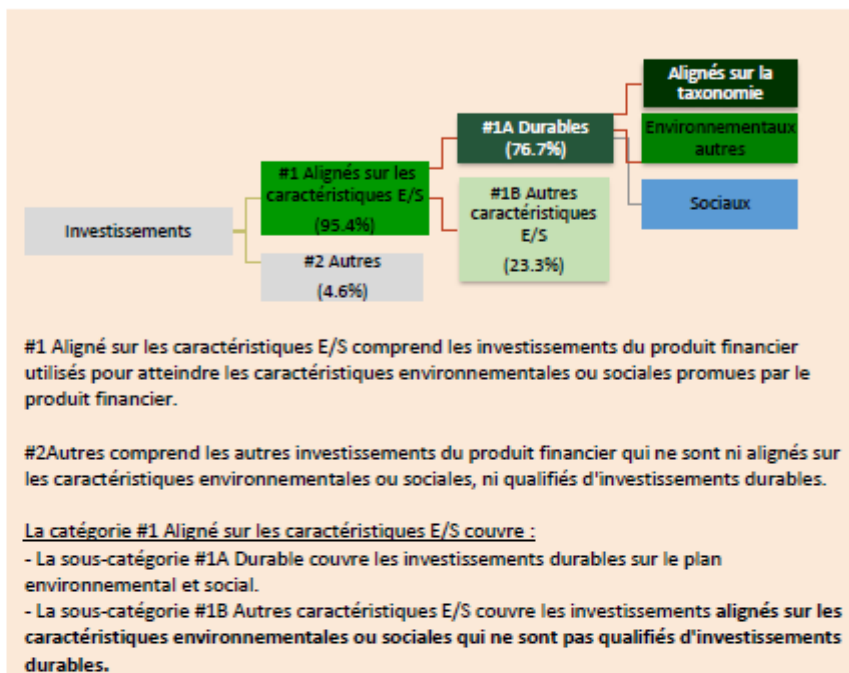 Alignés sur la
taxonomie
#1A Durables
(76.7%)
Environnementaux
autres
#1 Alignés sur les
caractéristiques E/S
(95.4%)
#1B Autres
caractéristiques
E/S
(23.3%)
Sociaux
Investissements
#2 Autres
(4.6%)
#1 Aligné sur les caractéristiques E/S comprend les investissements du produit financier
utilisés pour atteindre les caractéristiques environnementales ou sociales promues par le
produit financier.
#2Autres comprend les autres investissements du produit financier qui ne sont ni alignés sur
les caractéristiques environnementales ou sociales, ni qualifiés d'investissements durables.
La catégorie #1 Aligné sur les caractéristiques E/S couvre :
- La sous-catégorie #1A Durable couvre les investissements durables sur le plan
environnemental et social.
- La sous-catégorie #1B Autres caractéristiques E/S couvre les investissements alignés sur les
caractéristiques environnementales ou sociales qui ne sont pas qualifiés d'investissements
durables.